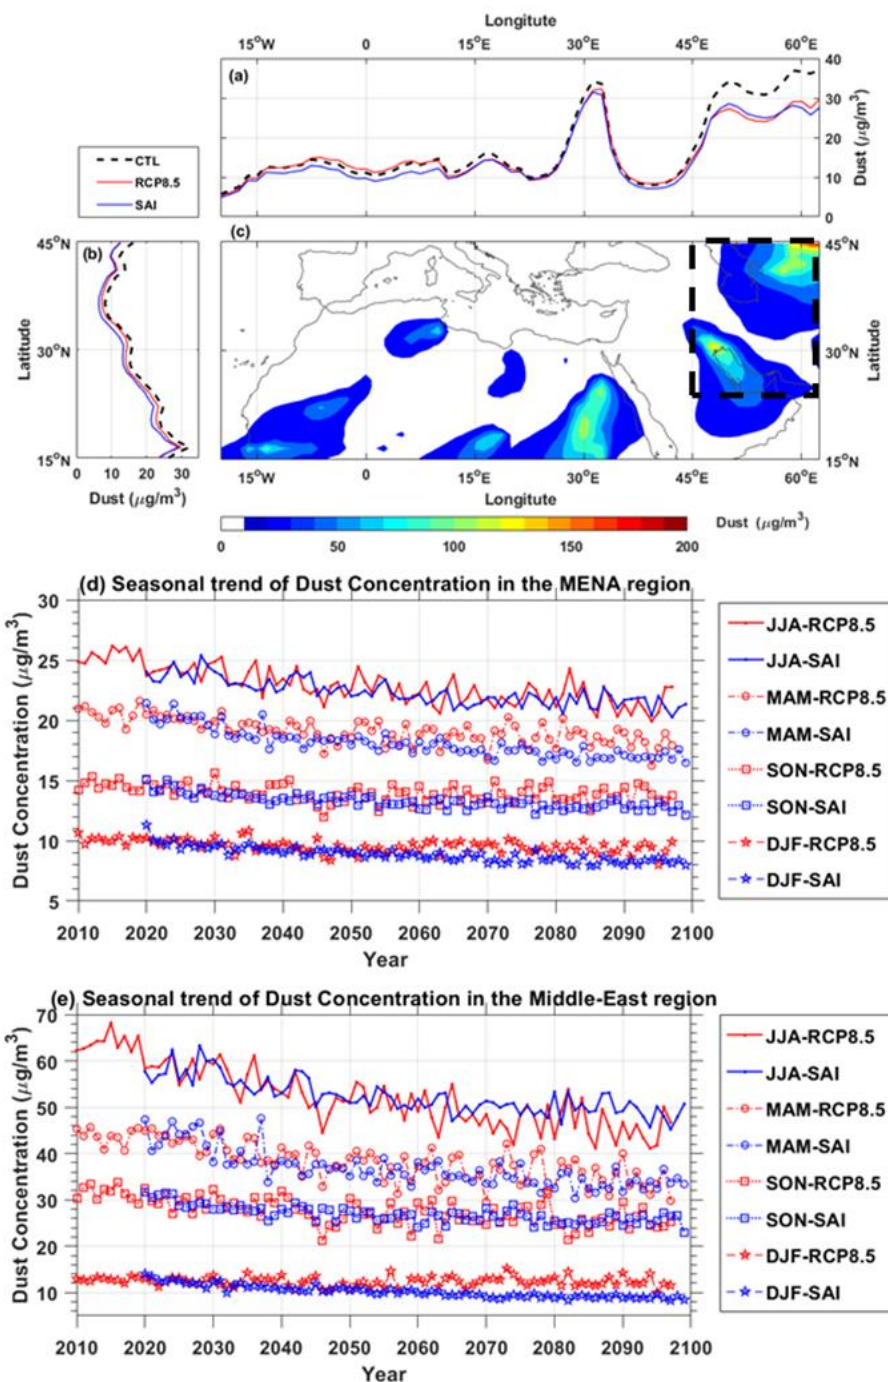 Longitute
15°W 0 15°E 30°E 45°E 60°E
(a)
40
30
20
10
0
Dust (μg/m³)
CTL
RCP8.5
SAI
45°N
30°N
15°N
Latitude
(b)
0 10 20 30
Dust (μg/m³)
(c)
45°N
30°N
15°N
Latitude
15°W 0 15°E 30°E 45°E 60°E
Longitute
0 50 100 150 200
Dust (μg/m³)
(d) Seasonal trend of Dust Concentration in the MENA region
Dust Concentration (μg/m³)
30
25
20
15
10
5
2010 2020 2030 2040 2050 2060 2070 2080 2090 2100
Year
JJA-RCP8.5
JJA-SAI
MAM-RCP8.5
MAM-SAI
SON-RCP8.5
SON-SAI
DJF-RCP8.5
DJF-SAI
(e) Seasonal trend of Dust Concentration in the Middle-East region
Dust Concentration (μg/m³)
70
60
50
40
30
20
10
2010 2020 2030 2040 2050 2060 2070 2080 2090 2100
Year
JJA-RCP8.5
JJA-SAI
MAM-RCP8.5
MAM-SAI
SON-RCP8.5
SON-SAI
DJF-RCP8.5
DJF-SAI